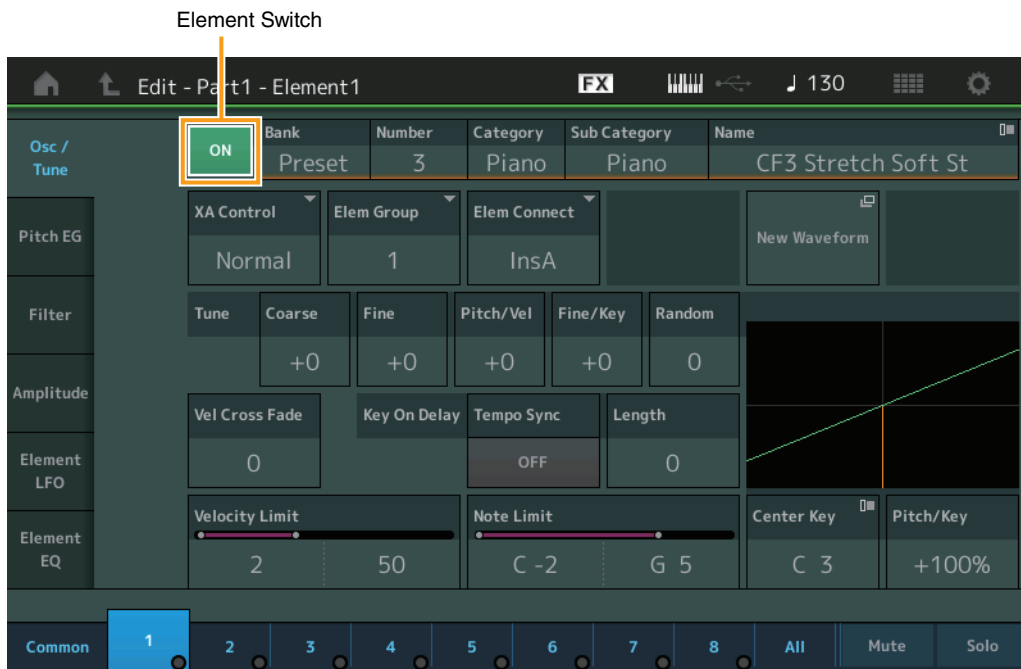 Element Switch
Edit - Part1 - Element1
FX
♩ 130
Osc /
Tune
ON
Bank
Preset
Number
3
Category
Piano
Sub Category
Piano
Name
CF3 Stretch Soft St
Pitch EG
XA Control
Normal
Elem Group
1
Elem Connect
InsA
New Waveform
Filter
Tune
Coarse
+0
Fine
+0
Pitch/Vel
+0
Fine/Key
+0
Random
0
Amplitude
Vel Cross Fade
0
Key On Delay
Tempo Sync
OFF
Length
0
Element
LFO
Element
EQ
Velocity Limit
2
50
Note Limit
C -2
G 5
Center Key
C 3
Pitch/Key
+100%
Common
1
2
3
4
5
6
7
8
All
Mute
Solo